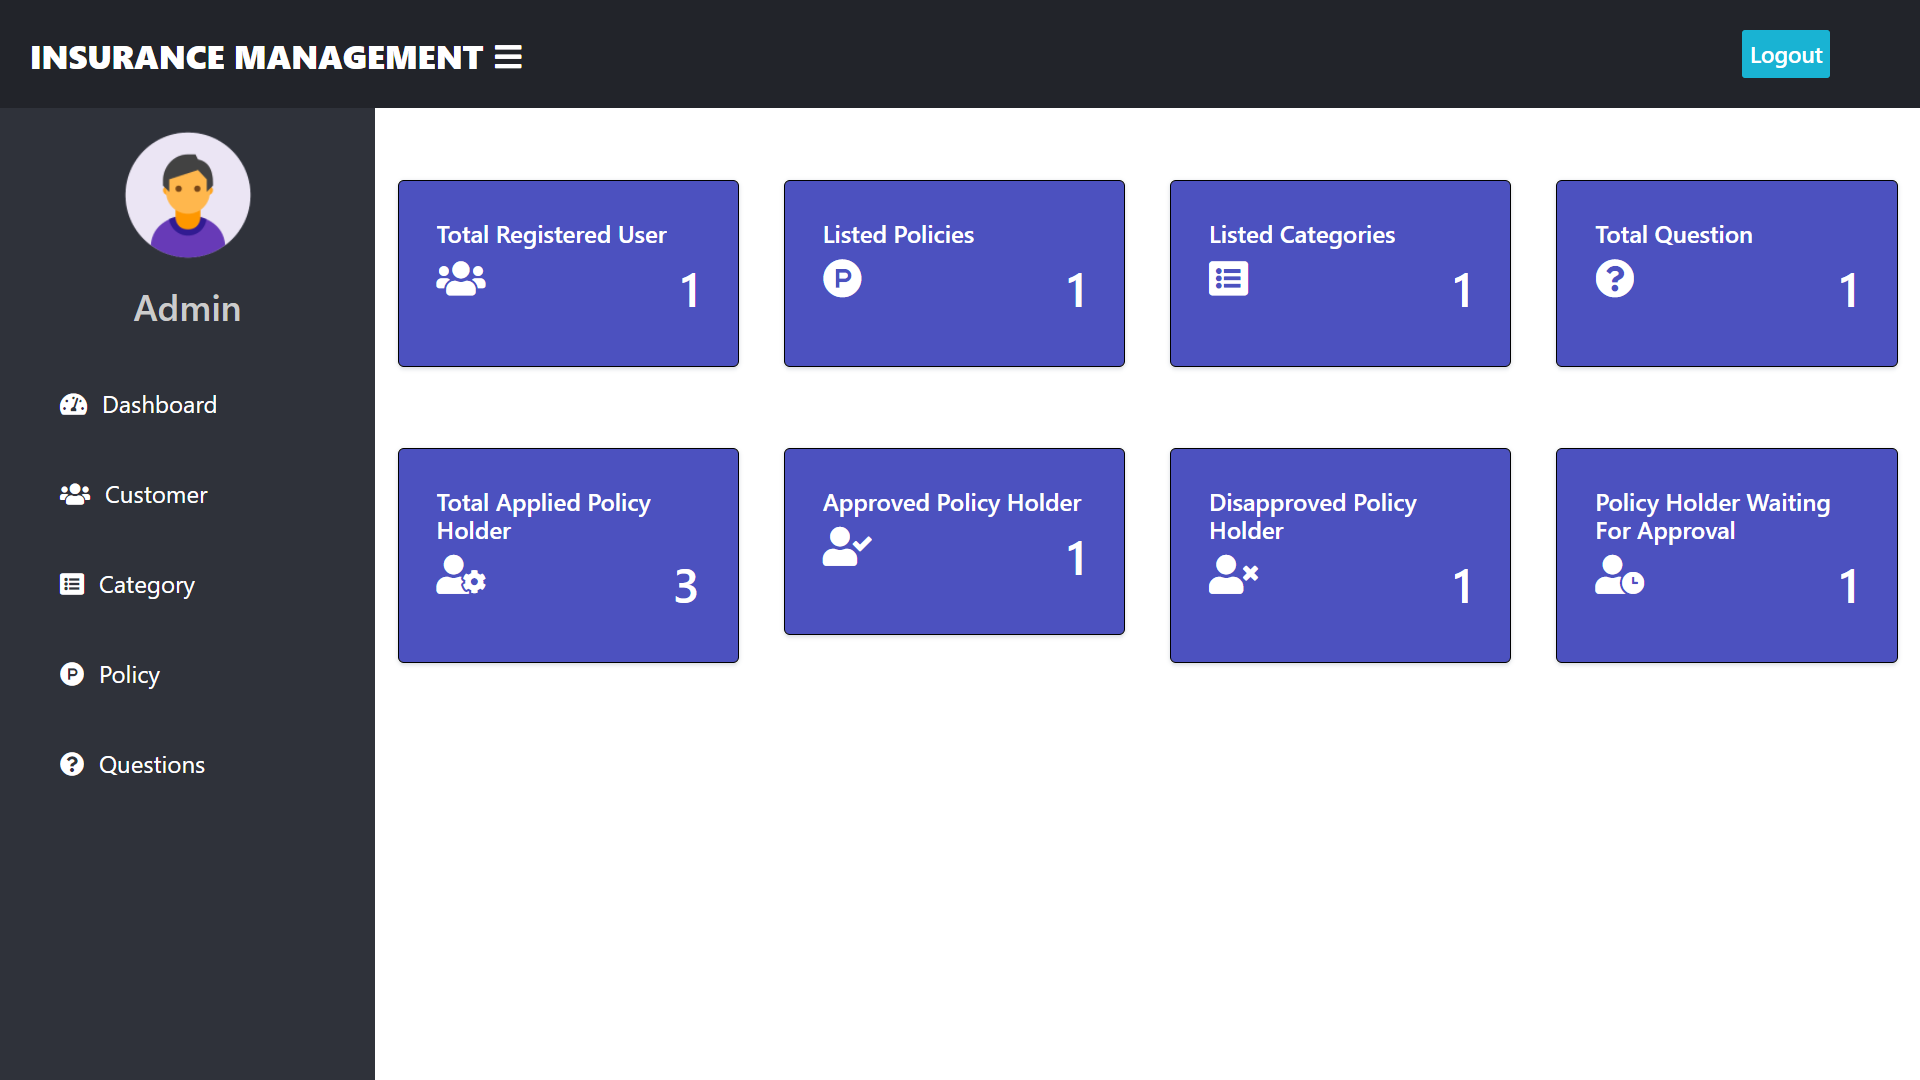 INSURANCE MANAGEMENT
Logout
Admin
Dashboard
Customer
Category
Policy
Questions
Total Registered User
1
Listed Policies
P
1
Listed Categories
1
Total Question
?
1
Total Applied Policy
Holder
3
Approved Policy Holder
1
Disapproved Policy
Holder
1
Policy Holder Waiting
For Approval
1